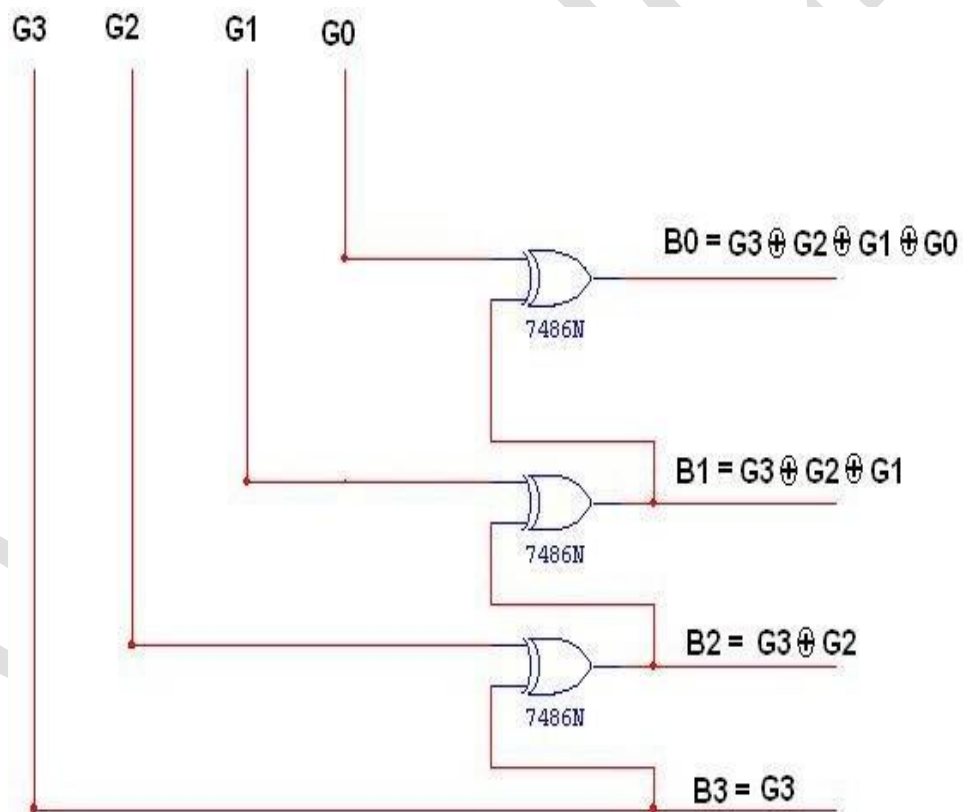 G3 G2 G1 G0
B0 = G3 ⊕ G2 ⊕ G1 ⊕ G0
7486N
B1 = G3 ⊕ G2 ⊕ G1
7486N
B2 = G3 ⊕ G2
7486N
B3 = G3